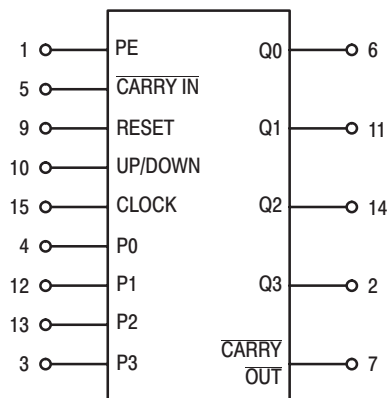 1 PE Q0 6
5 CARRY IN
9 RESET Q1 11
10 UP/DOWN
15 CLOCK Q2 14
4 P0
12 P1 Q3 2
13 P2
CARRY
3 P3 OUT 7